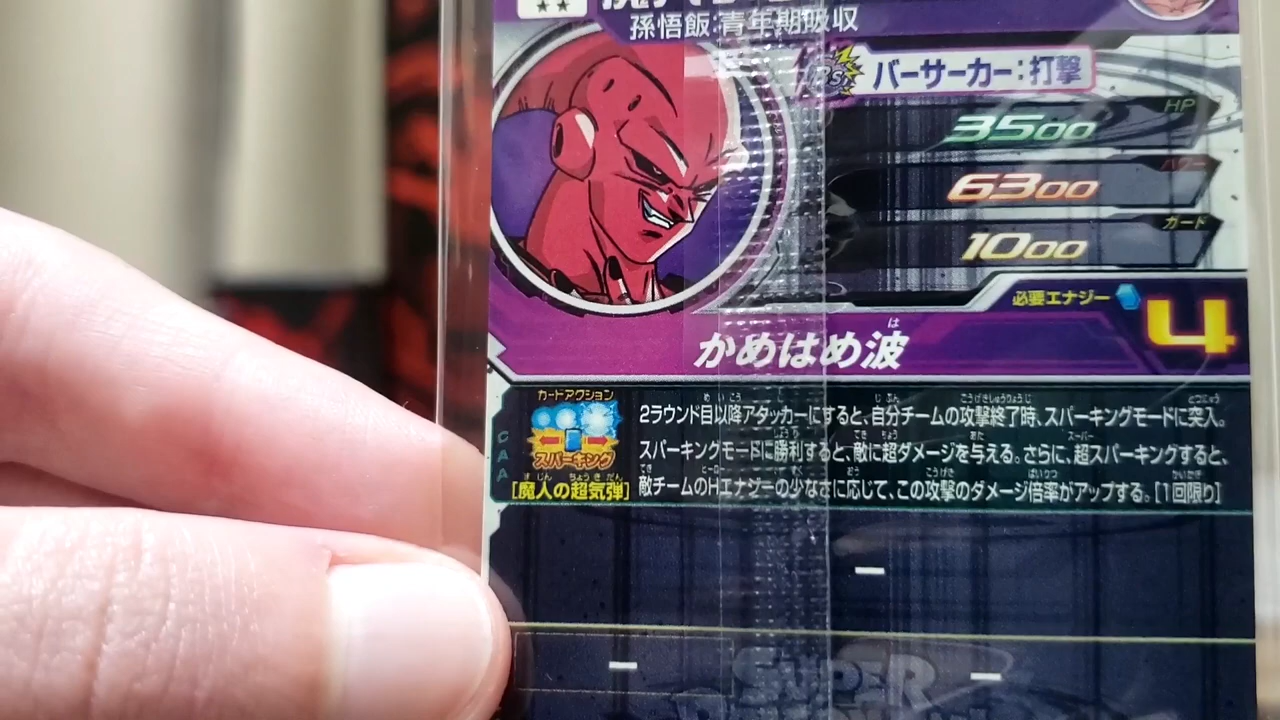 孫悟飯:青年期吸収
バーサーカー:打撃
HP
3500
パワー
6300
ガード
1000
必要エナジー 4
かめはめ波
カードアクション
スパーキング
[魔人の超気弾]
CAA
2ラウンド目以降アタッカーにすると、自分チームの攻撃終了時、スパーキングモードに突入。
スパーキングモードに勝利すると、敵に超ダメージを与える。さらに、超スパーキングすると、
敵チームのHエナジーの少なさに応じて、この攻撃のダメージ倍率がアップする。[1回限り]
ー
ー ー
SUPER